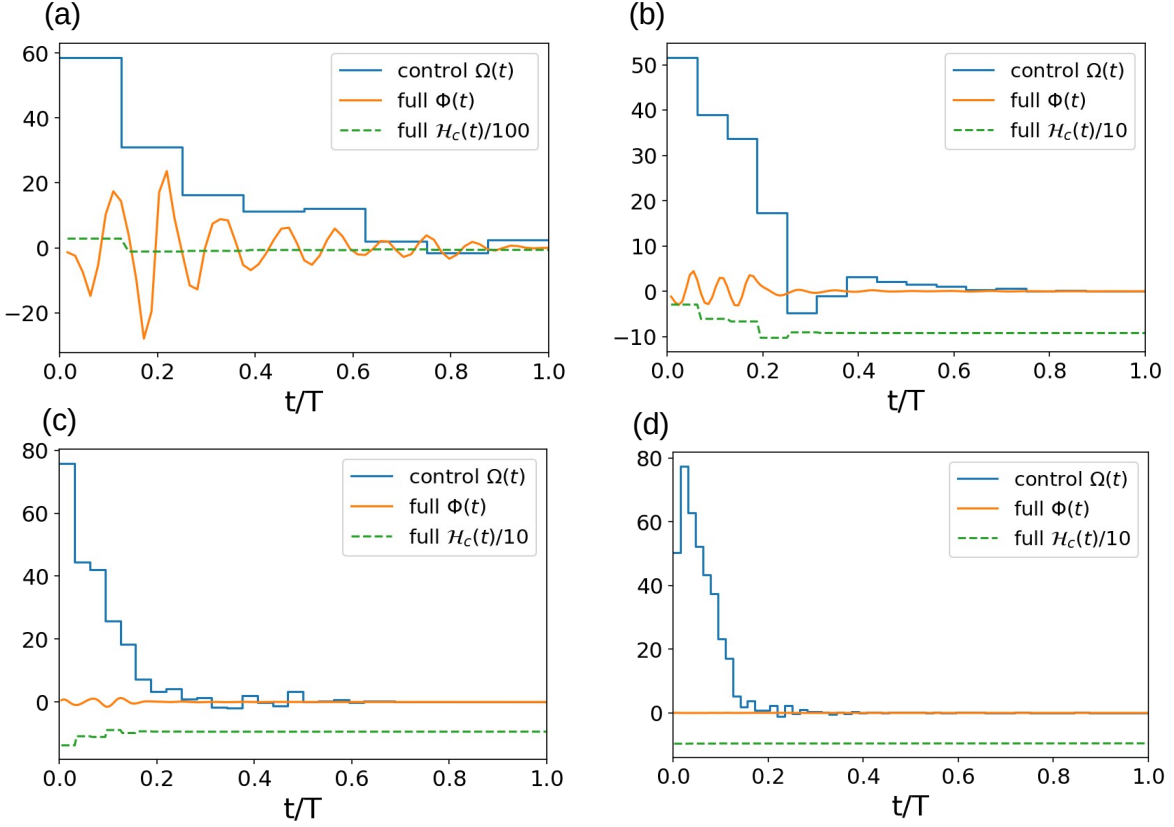 (a)
60
40
20
0
−20
control Ω(t)
full Φ(t)
full ℋc(t)/100
0.0 0.2 0.4 0.6 0.8 1.0
t/T
(b)
50
40
30
20
10
0
−10
control Ω(t)
full Φ(t)
full ℋc(t)/10
0.0 0.2 0.4 0.6 0.8 1.0
t/T
(c)
80
60
40
20
0
control Ω(t)
full Φ(t)
full ℋc(t)/10
0.0 0.2 0.4 0.6 0.8 1.0
t/T
(d)
80
60
40
20
0
control Ω(t)
full Φ(t)
full ℋc(t)/10
0.0 0.2 0.4 0.6 0.8 1.0
t/T